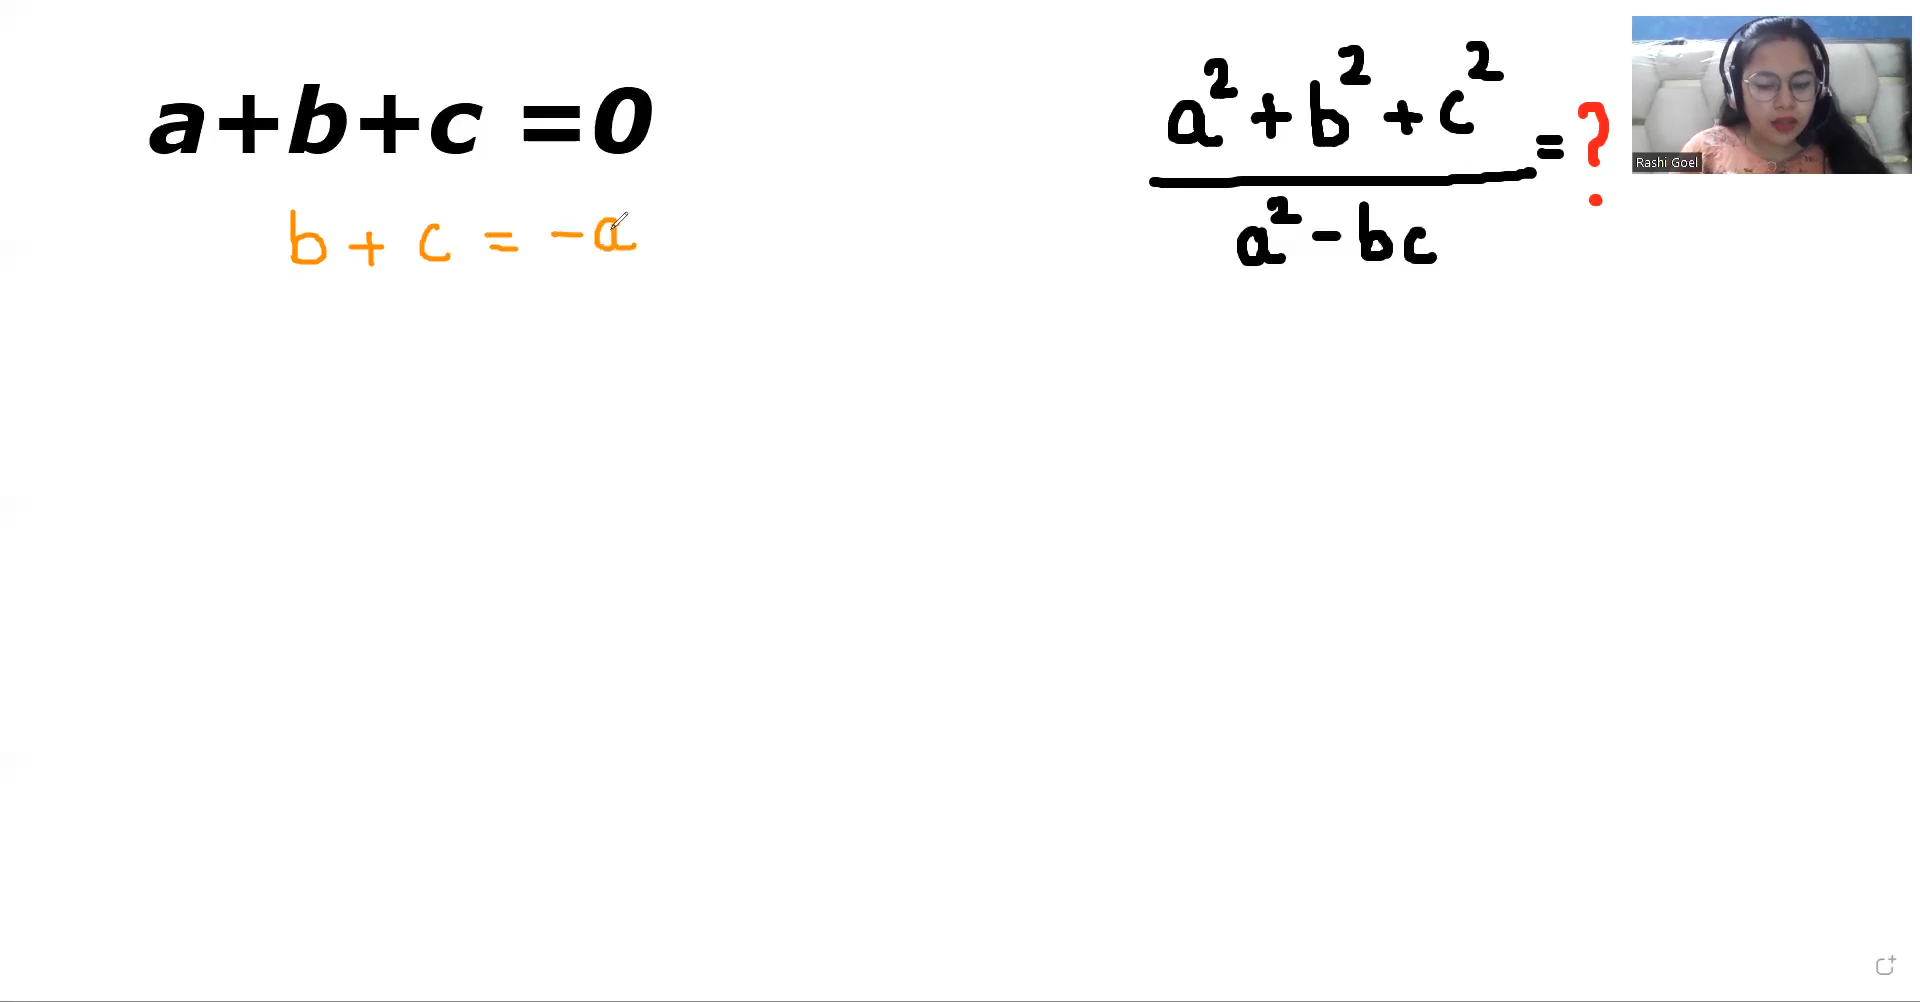 a+b+c =0
b + c = -a
a² + b² + c²
= ?
a² - bc
Rashi Goel